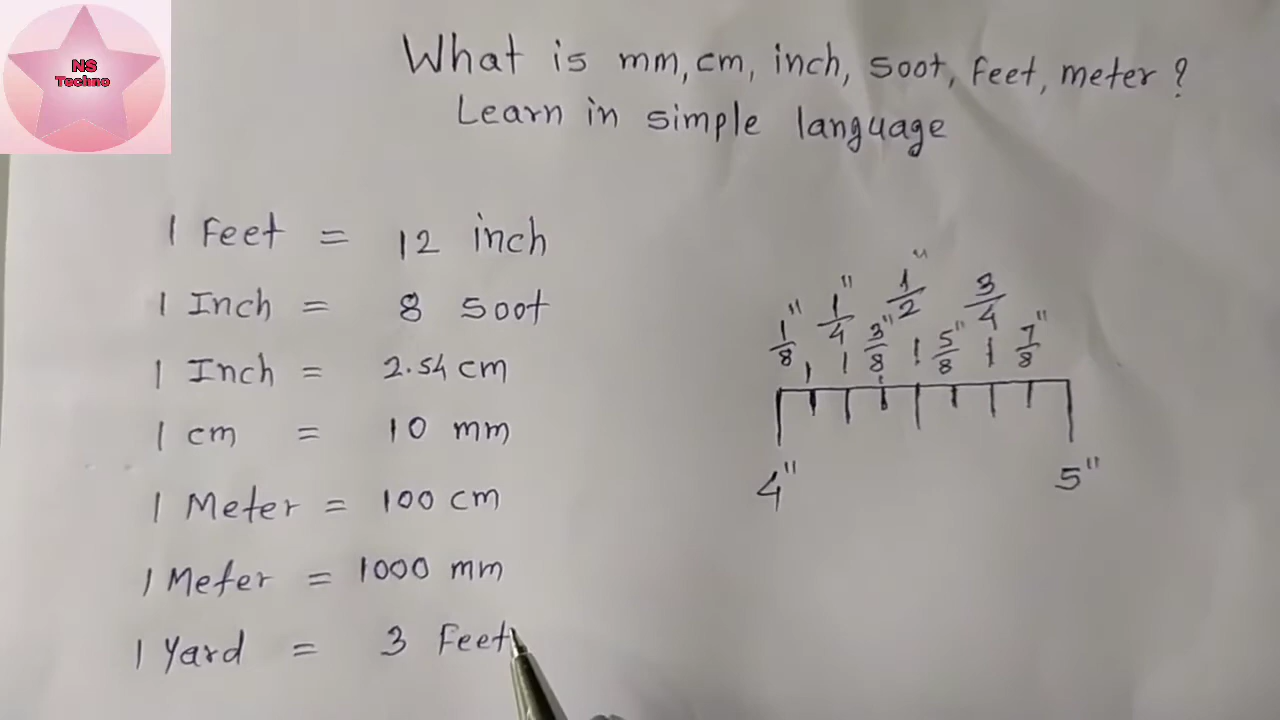 NS
Techno
What is mm, cm, inch, soot, Feet, meter ?
Learn in simple language
1 Feet = 12 inch
1 Inch = 8 soot
1 Inch = 2.54 cm
1 cm = 10 mm
1 Meter = 100 cm
1 Meter = 1000 mm
1 Yard = 3 Feet
1/8" 1/4" 3/8" 1/2" 5/8" 3/4 7/8"
4" 5"